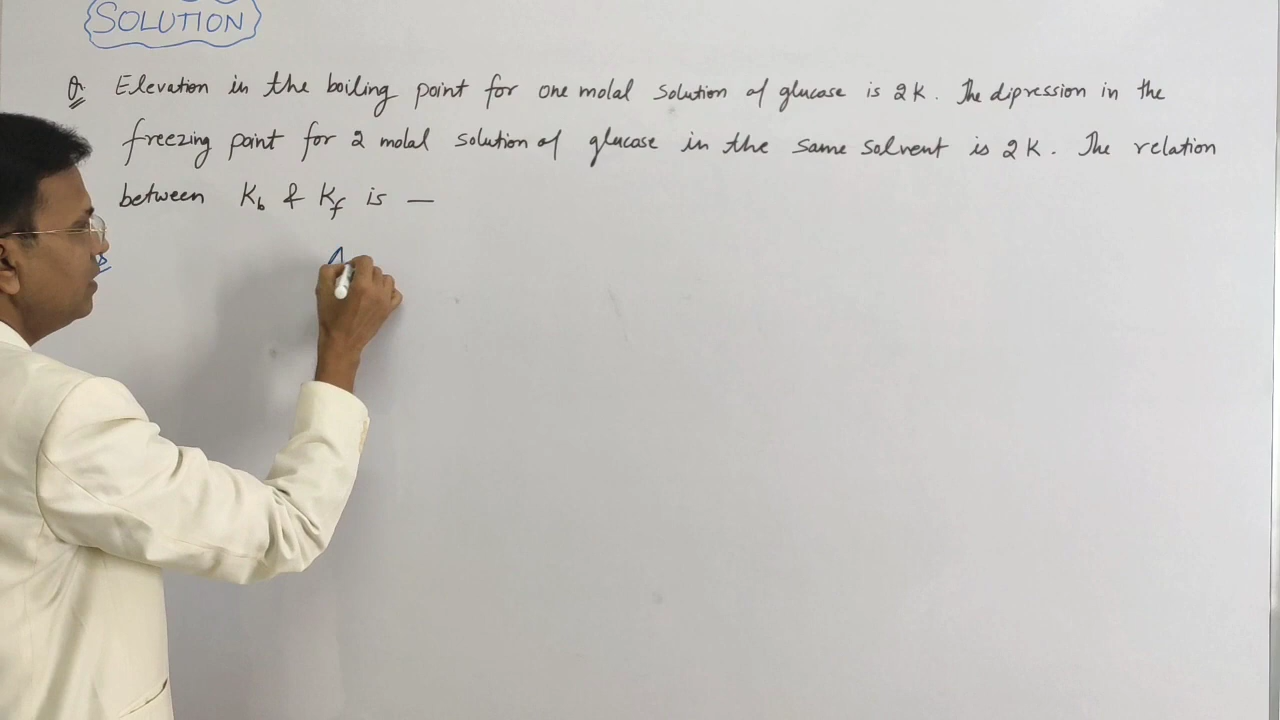 SOLUTION
Q. Elevation in the boiling point for one molal solution of glucose is 2K. The dipression in the
freezing point for 2 molal solution of glucose in the same solvent is 2K. The relation
between Kb & Kf is —